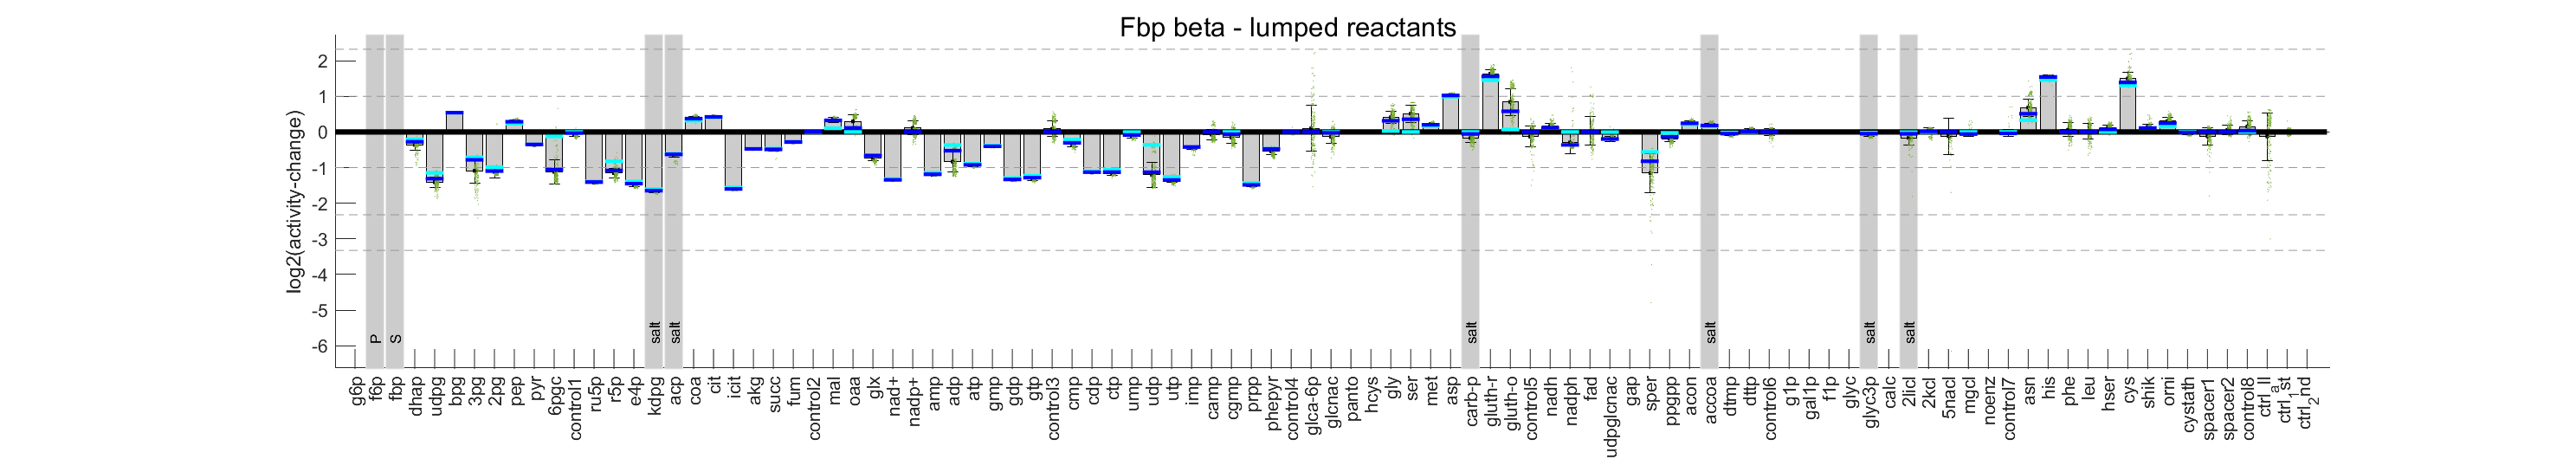 Fbp beta - lumped reactants
log2(activity-change)
2
1
0
-1
-2
-3
-4
-5
-6
P
S
salt
salt
salt
salt
salt
salt
g6p
f6p
fbp
dhap
udpg
bpg
3pg
2pg
pep
pyr
6pgc
control1
ru5p
r5p
e4p
kdpg
acp
coa
cit
icit
akg
succ
fum
control2
mal
oaa
glx
nad+
nadp+
amp
adp
atp
gmp
gdp
gtp
control3
cmp
cdp
ctp
ump
udp
utp
imp
camp
cgmp
prpp
phepyr
control4
glca-6p
glcnac
panto
hcys
gly
ser
met
asp
carb-p
gluth-r
gluth-o
control5
nadh
nadph
fad
udpglcnac
gap
sper
ppgpp
acon
accoa
dtmp
dttp
control6
g1p
gal1p
f1p
glyc
glyc3p
calc
2licl
2kcl
5nacl
mgcl
noenz
control7
asn
his
phe
leu
hser
cys
shik
orni
cystath
spacer1
spacer2
control8
ctrl II
ctrl1ast
ctrl2nd